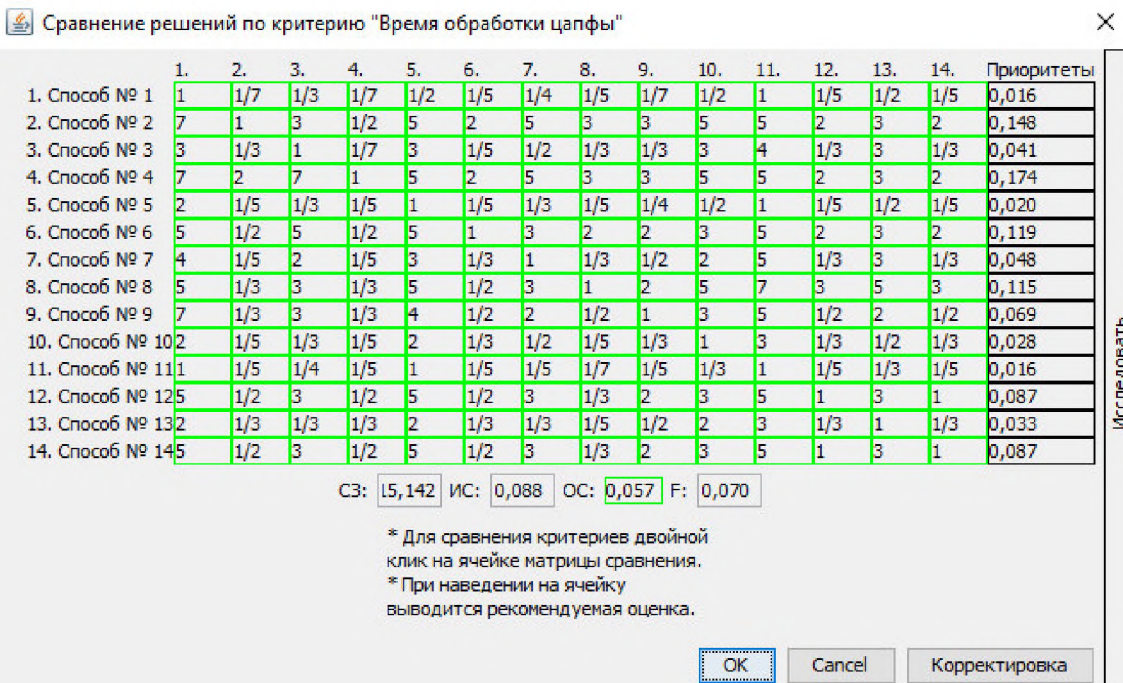 Сравнение решений по критерию "Время обработки цапфы"
1. 2. 3. 4. 5. 6. 7. 8. 9. 10. 11. 12. 13. 14. Приоритеты
1. Способ № 1 1 1/7 1/3 1/7 1/2 1/5 1/4 1/5 1/7 1/2 1 1/5 1/2 1/5 0,016
2. Способ № 2 7 1 3 1/2 5 2 5 3 3 5 5 2 3 2 0,148
3. Способ № 3 3 1/3 1 1/7 3 1/5 1/2 1/3 1/3 3 4 1/3 3 1/3 0,041
4. Способ № 4 7 2 7 1 5 2 5 3 3 5 5 2 3 2 0,174
5. Способ № 5 2 1/5 1/3 1/5 1 1/5 1/3 1/5 1/4 1/2 1 1/5 1/2 1/5 0,020
6. Способ № 6 5 1/2 5 1/2 5 1 3 2 2 3 5 2 3 2 0,119
7. Способ № 7 4 1/5 2 1/5 3 1/3 1 1/3 1/2 2 5 1/3 3 1/3 0,048
8. Способ № 8 5 1/3 3 1/3 5 1/2 3 1 2 5 7 3 5 3 0,115
9. Способ № 9 7 1/3 3 1/3 4 1/2 2 1/2 1 3 5 1/2 2 1/2 0,069
10. Способ № 10 2 1/5 1/3 1/5 2 1/3 1/2 1/5 1/3 1 3 1/3 1/2 1/3 0,028
11. Способ № 11 1 1/5 1/4 1/5 1 1/5 1/5 1/7 1/5 1/3 1 1/5 1/3 1/5 0,016
12. Способ № 12 5 1/2 3 1/2 5 1/2 3 1/3 2 3 5 1 3 1 0,087
13. Способ № 13 2 1/3 1/3 1/3 2 1/3 1/3 1/5 1/2 2 3 1/3 1 1/3 0,033
14. Способ № 14 5 1/2 3 1/2 5 1/2 3 1/3 2 3 5 1 3 1 0,087
СЗ: 15,142 ИС: 0,088 ОС: 0,057 F: 0,070
* Для сравнения критериев двойной
клик на ячейке матрицы сравнения.
* При наведении на ячейку
выводится рекомендуемая оценка.
OK Cancel Корректировка
Исследовать